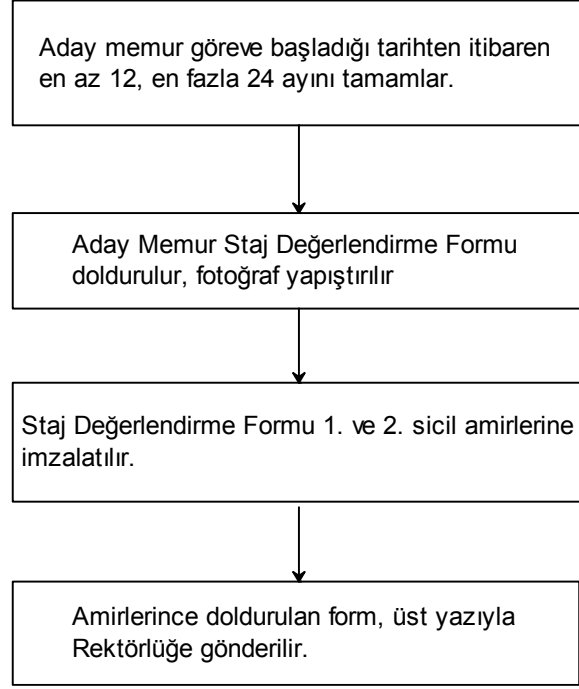 Aday memur göreve başladığı tarihten itibaren
en az 12, en fazla 24 ayını tamamlar.
Aday Memur Staj Değerlendirme Formu
doldurulur, fotoğraf yapıştırılır
Staj Değerlendirme Formu 1. ve 2. sicil amirlerine
imzalatılır.
Amirlerince doldurulan form, üst yazıyla
Rektörlüğe gönderilir.